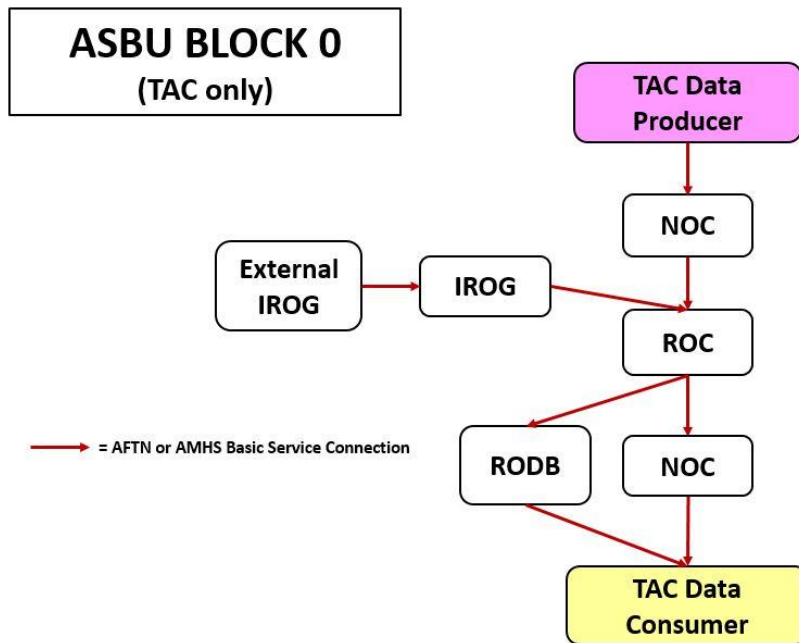 ASBU BLOCK 0
(TAC only)
TAC Data
Producer
NOC
External
IROG
IROG
ROC
= AFTN or AMHS Basic Service Connection
RODB
NOC
TAC Data
Consumer